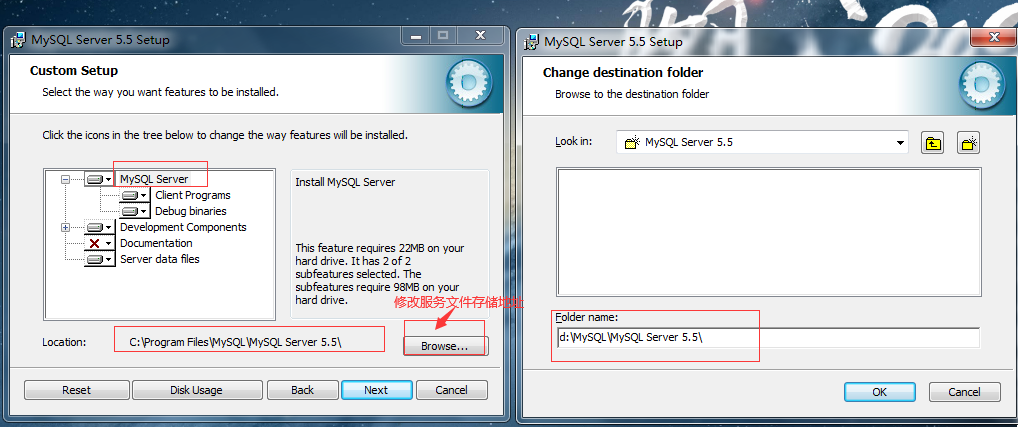 MySQL Server 5.5 Setup
Custom Setup
Select the way you want features to be installed.
Click the icons in the tree below to change the way features will be installed.
MySQL Server
Client Programs
Debug binaries
Development Components
Documentation
Server data files
Install MySQL Server
This feature requires 22MB on your
hard drive. It has 2 of 2
subfeatures selected. The
subfeatures require 98MB on your
hard drive.
修改服务文件存储地址
Location:
C:\Program Files\MySQL\MySQL Server 5.5\
Browse...
Reset
Disk Usage
Back
Next
Cancel
MySQL Server 5.5 Setup
Change destination folder
Browse to the destination folder
Look in:
MySQL Server 5.5
Folder name:
d:\MySQL\MySQL Server 5.5\
OK
Cancel